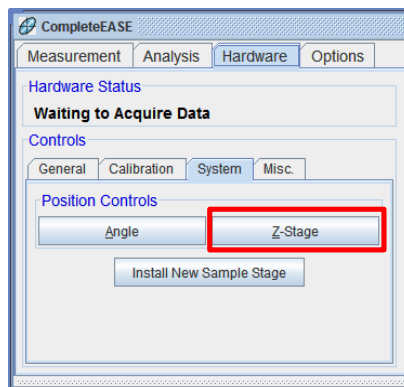 CompleteEASE
Measurement Analysis Hardware Options
Hardware Status
Waiting to Acquire Data
Controls
General Calibration System Misc.
Position Controls
Angle Z-Stage
Install New Sample Stage